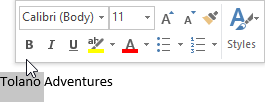 Calibri (Body) 11 A A
B I U ab A Styles
Tolano Adventures